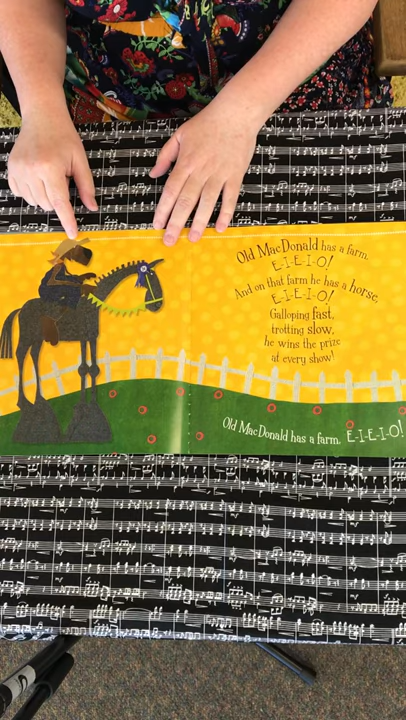 Old MacDonald has a farm,
E-I-E-I-O!
And on that farm he has a horse,
E-I-E-I-O!
Galloping fast,
trotting slow,
he wins the prize
at every show!
Old MacDonald has a farm, E-I-E-I-O!